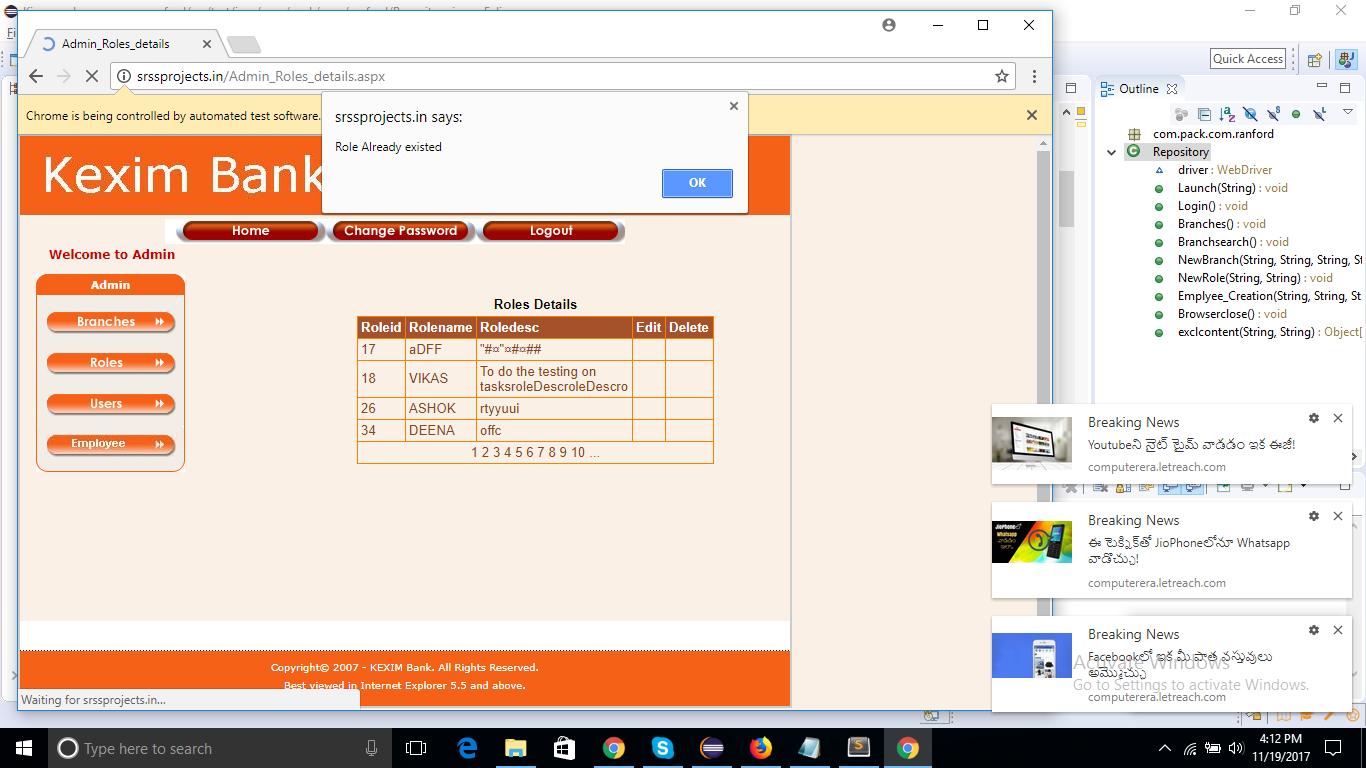 Admin_Roles_details
srssprojects.in/Admin_Roles_details.aspx
Chrome is being controlled by automated test software.
srssprojects.in says:
Role Already existed
OK
Kexim Bank
Home
Change Password
Logout
Welcome to Admin
Admin
Branches
Roles
Users
Employee
Roles Details
Roleid Rolename Roledesc Edit Delete
17 aDFF "#¤"¤#¤##
18 VIKAS To do the testing on
tasksroleDescroleDescro
26 ASHOK rtyyuui
34 DEENA offc
1 2 3 4 5 6 7 8 9 10 ...
Copyright© 2007 - KEXIM Bank. All Rights Reserved.
Best viewed in Internet Explorer 5.5 and above.
Waiting for srssprojects.in...
Quick Access
Outline
com.pack.com.ranford
Repository
driver : WebDriver
Launch(String) : void
Login() : void
Branches() : void
Branchsearch() : void
NewBranch(String, String, String, St
NewRole(String, String) : void
Emplyee_Creation(String, String, St
Browserclose() : void
exclcontent(String, String) : Object[
Breaking News
Youtubeని నైట్ టైమ్ వాడడం ఇక ఈజీ!
computerera.letreach.com
Breaking News
ఈ టెక్నిక్‌తో JioPhoneలోనూ Whatsapp
వాడొచ్చు!
computerera.letreach.com
Breaking News
Facebookలో ఇక మీ పాత వస్తువులు
అమ్మొచ్చు
computerera.letreach.com
Activate Windows
Go to Settings to activate Windows.
Type here to search
4:12 PM
11/19/2017